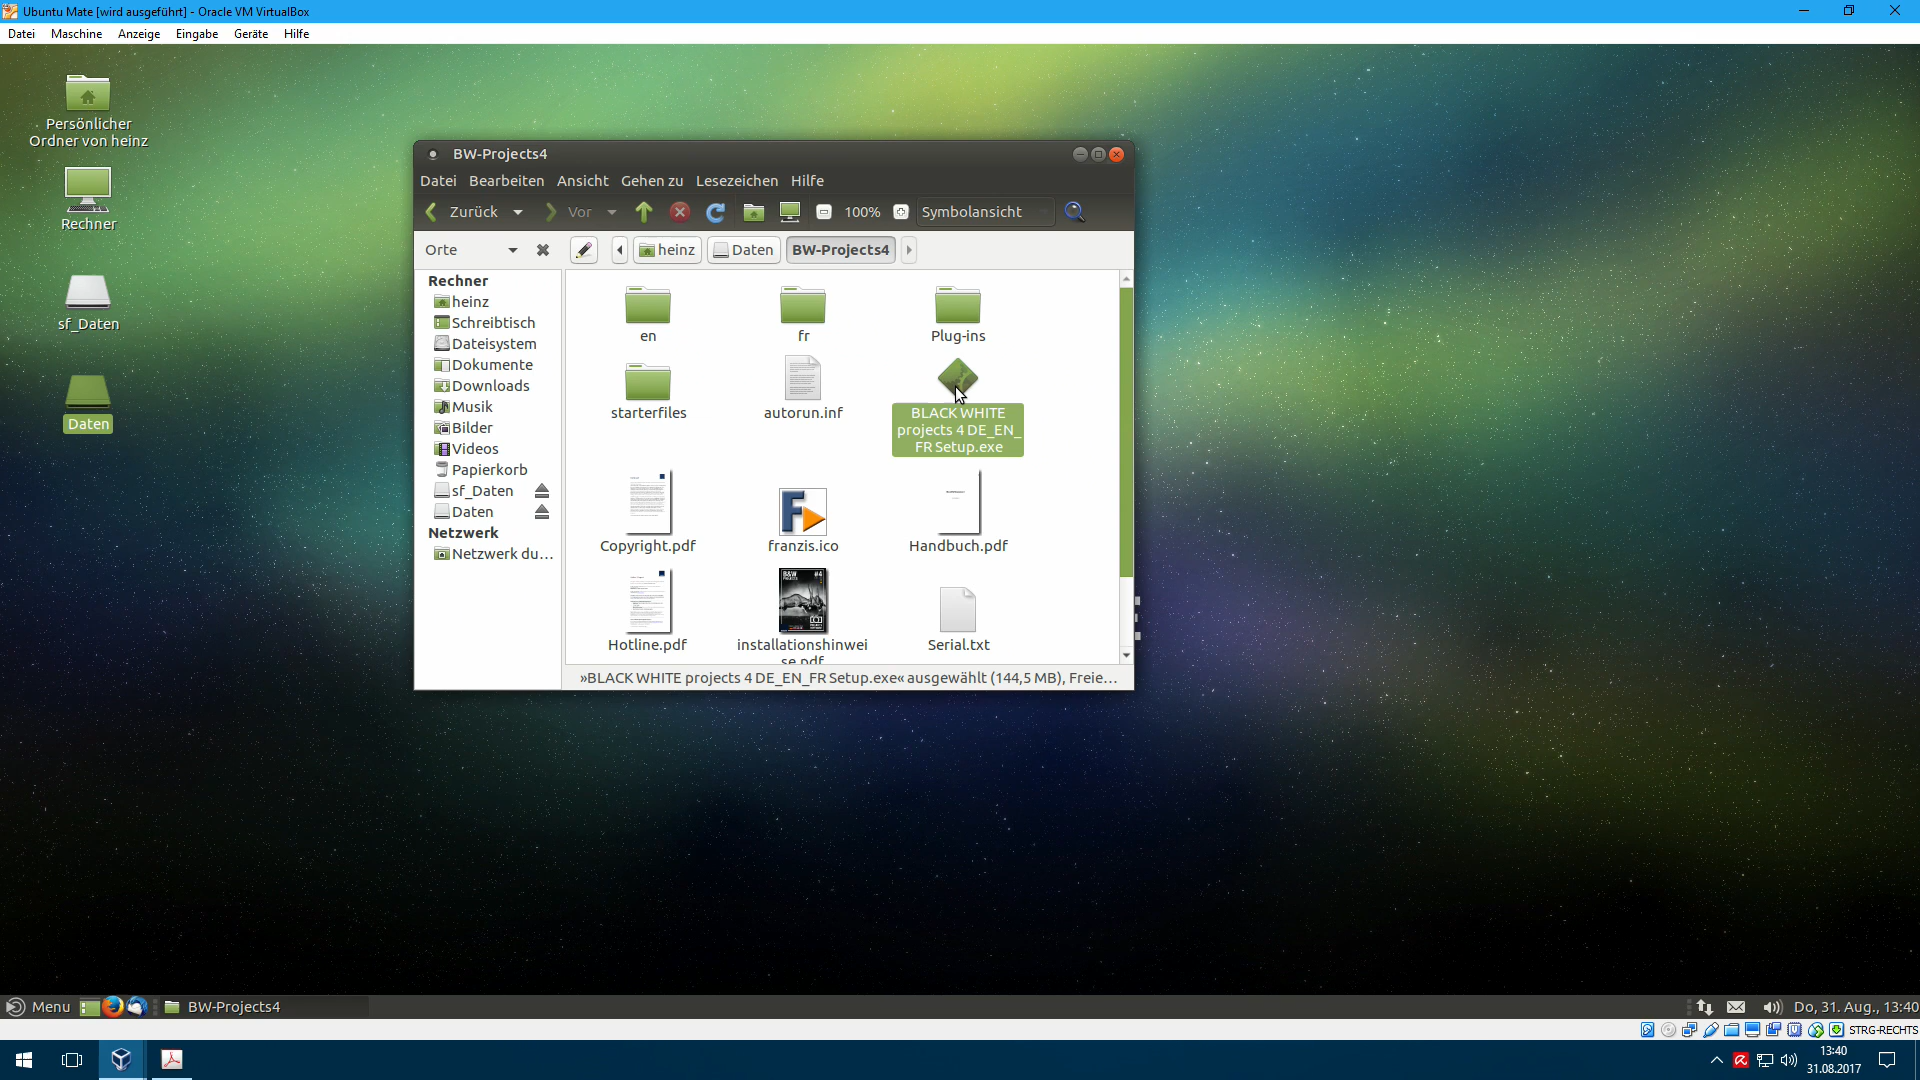 Ubuntu Mate [wird ausgeführt] - Oracle VM VirtualBox
Datei Maschine Anzeige Eingabe Geräte Hilfe
Persönlicher
Ordner von heinz
Rechner
sf_Daten
Daten
BW-Projects4
Datei Bearbeiten Ansicht Gehen zu Lesezeichen Hilfe
Zurück Vor 100% Symbolansicht
Orte heinz Daten BW-Projects4
Rechner
heinz
Schreibtisch
Dateisystem
Dokumente
Downloads
Musik
Bilder
Videos
Papierkorb
sf_Daten
Daten
Netzwerk
Netzwerk du...
en fr Plug-ins
starterfiles autorun.inf BLACK WHITE
projects 4 DE_EN_
FR Setup.exe
Copyright.pdf franzis.ico Handbuch.pdf
B&W #4
PROJECTS
Hotline.pdf installationshinwei
se.pdf Serial.txt
»BLACK WHITE projects 4 DE_EN_FR Setup.exe« ausgewählt (144,5 MB), Freie...
Menu BW-Projects4 Do, 31. Aug., 13:40
STRG-RECHTS
13:40
31.08.2017